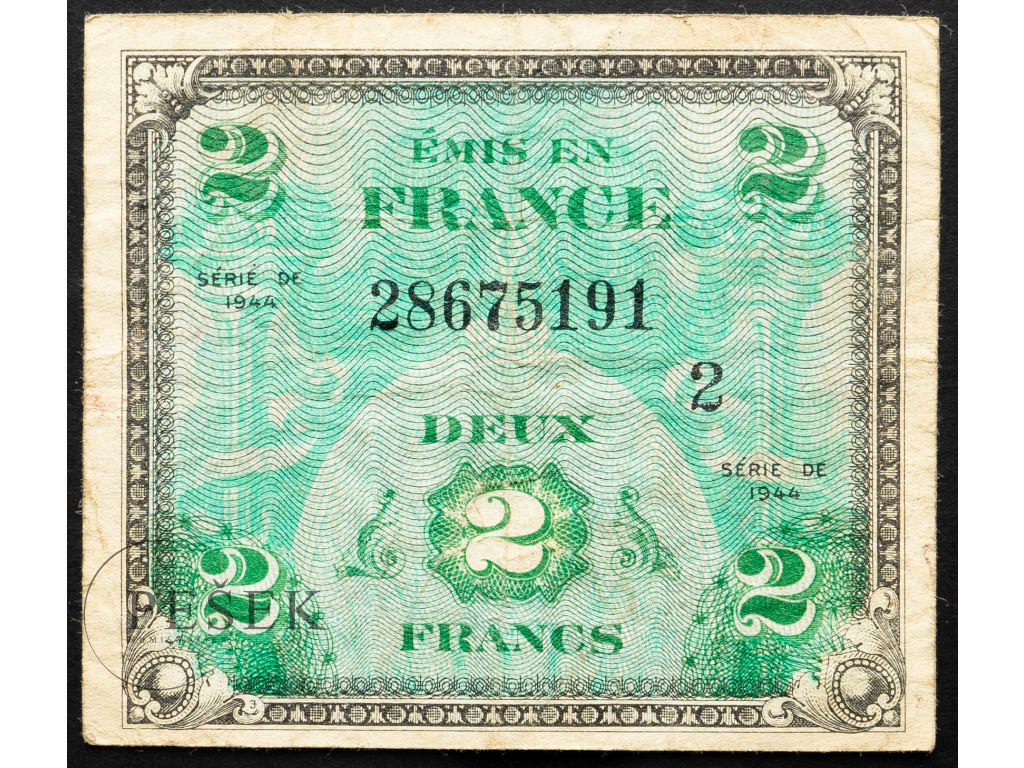 2 ÉMIS EN 2
FRANCE
SÉRIE DE
1944
28675191
2
DEUX
SÉRIE DE
1944
2
2 2
PEŠEK
FRANCS